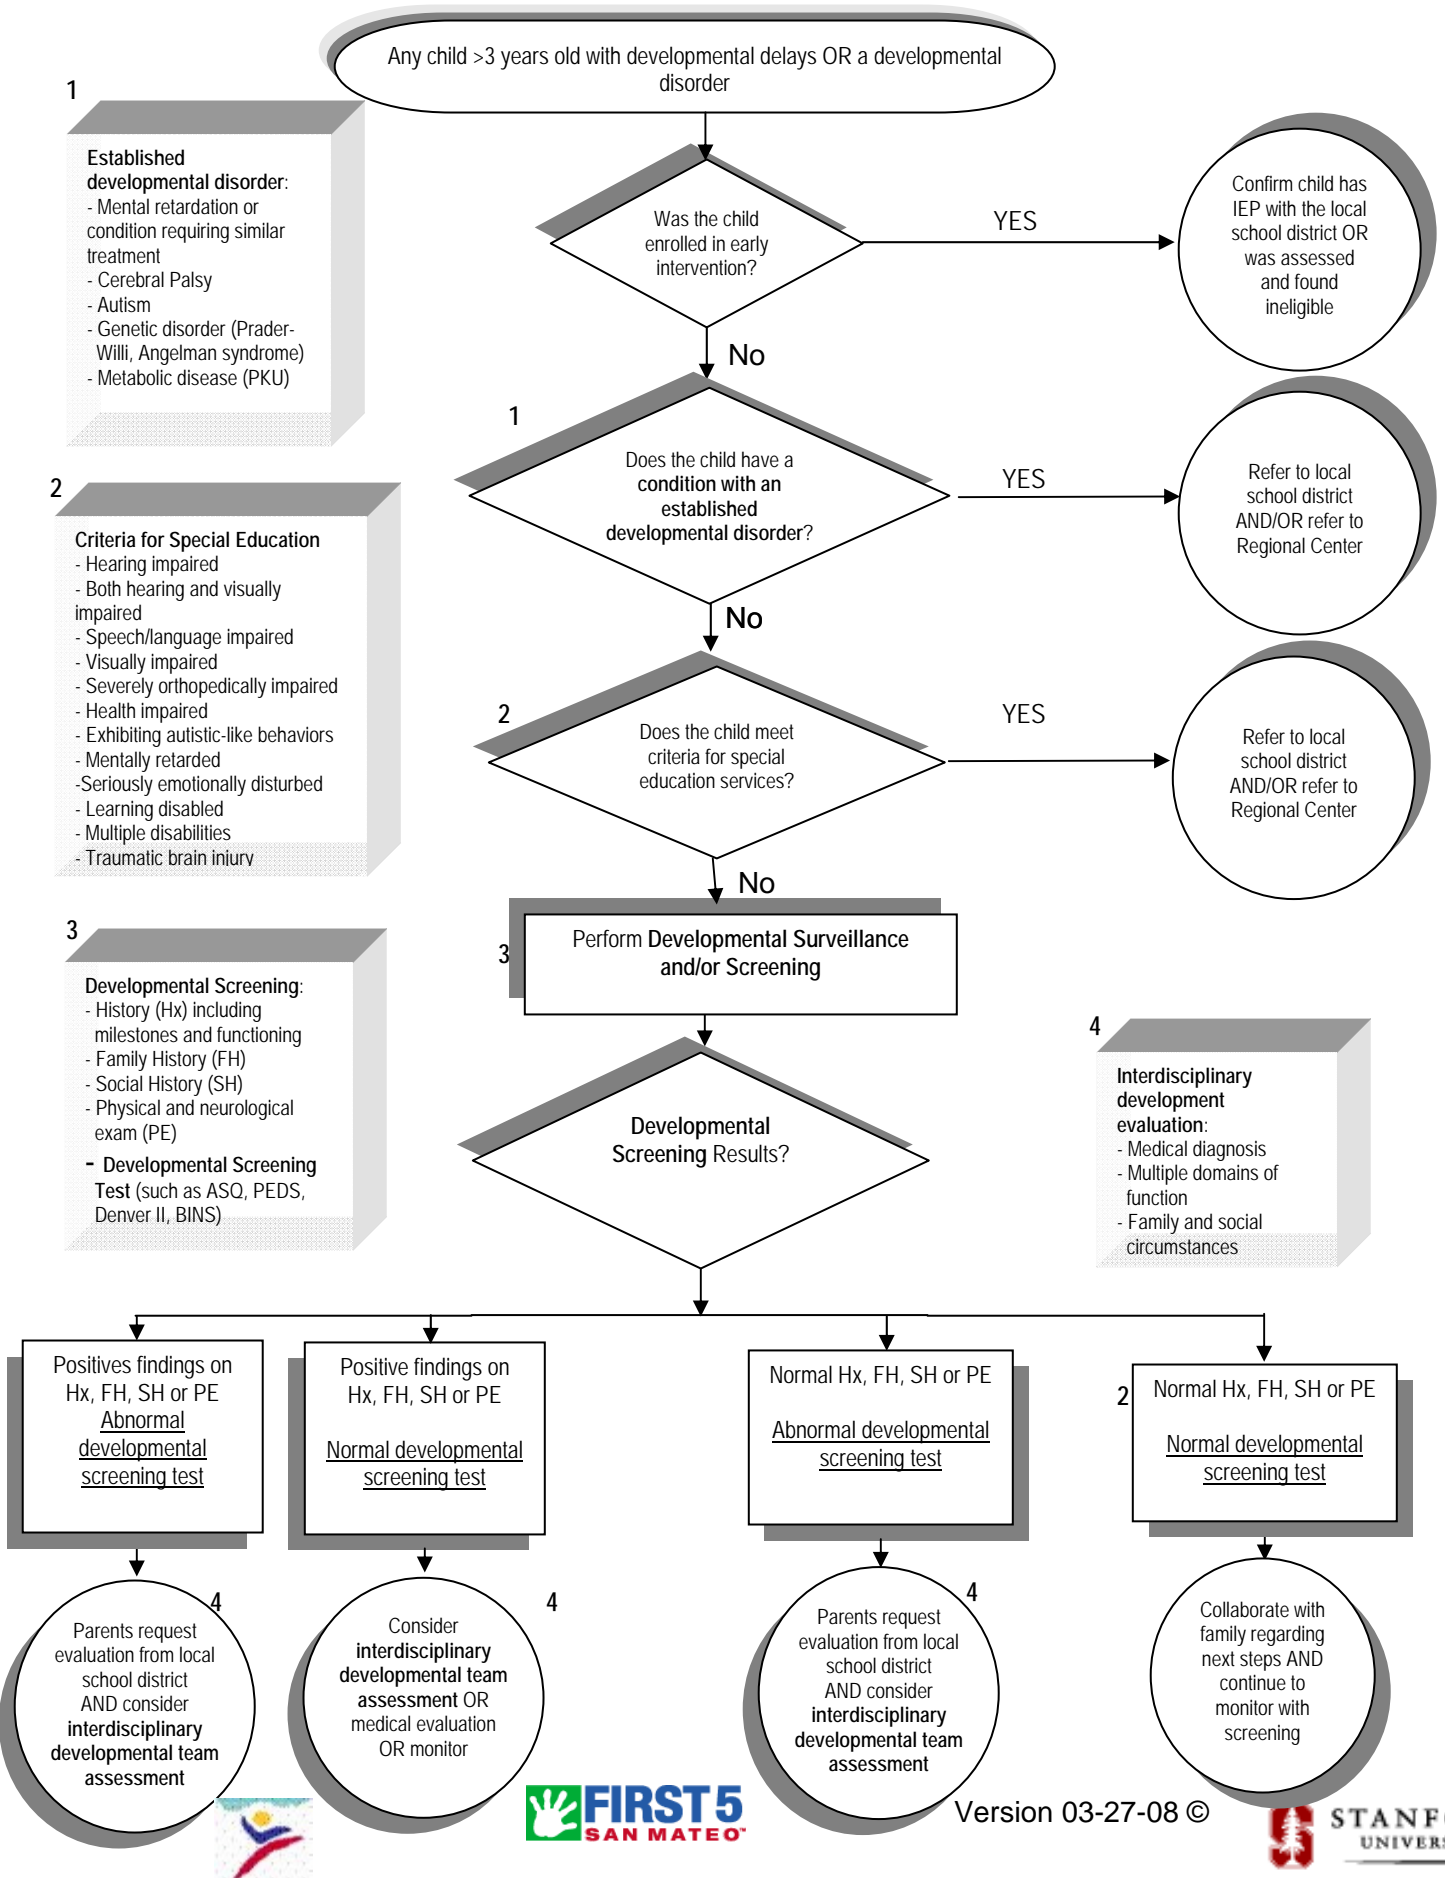 Any child >3 years old with developmental delays OR a developmental
disorder
1
Established
developmental disorder:
- Mental retardation or
condition requiring similar
treatment
- Cerebral Palsy
- Autism
- Genetic disorder (Prader-
Willi, Angelman syndrome)
- Metabolic disease (PKU)
Was the child
enrolled in early
intervention?
YES
Confirm child has
IEP with the local
school district OR
was assessed
and found
ineligible
No
1
Does the child have a
condition with an
established
developmental disorder?
YES
Refer to local
school district
AND/OR refer to
Regional Center
No
2
Criteria for Special Education
- Hearing impaired
- Both hearing and visually
impaired
- Speech/language impaired
- Visually impaired
- Severely orthopedically impaired
- Health impaired
- Exhibiting autistic-like behaviors
- Mentally retarded
-Seriously emotionally disturbed
- Learning disabled
- Multiple disabilities
- Traumatic brain injury
2
Does the child meet
criteria for special
education services?
YES
Refer to local
school district
AND/OR refer to
Regional Center
No
3
Developmental Screening:
- History (Hx) including
milestones and functioning
- Family History (FH)
- Social History (SH)
- Physical and neurological
exam (PE)
- Developmental Screening
Test (such as ASQ, PEDS,
Denver II, BINS)
3
Perform Developmental Surveillance
and/or Screening
Developmental
Screening Results?
4
Interdisciplinary
development
evaluation:
- Medical diagnosis
- Multiple domains of
function
- Family and social
circumstances
Positives findings on
Hx, FH, SH or PE
Abnormal
developmental
screening test
Positive findings on
Hx, FH, SH or PE
Normal developmental
screening test
Normal Hx, FH, SH or PE
Abnormal developmental
screening test
2
Normal Hx, FH, SH or PE
Normal developmental
screening test
4
Parents request
evaluation from local
school district
AND consider
interdisciplinary
developmental team
assessment
4
Consider
interdisciplinary
developmental team
assessment OR
medical evaluation
OR monitor
4
Parents request
evaluation from local
school district
AND consider
interdisciplinary
developmental team
assessment
Collaborate with
family regarding
next steps AND
continue to
monitor with
screening
FIRST 5
SAN MATEO™
Version 03-27-08 ©
STANF
UNIVERS